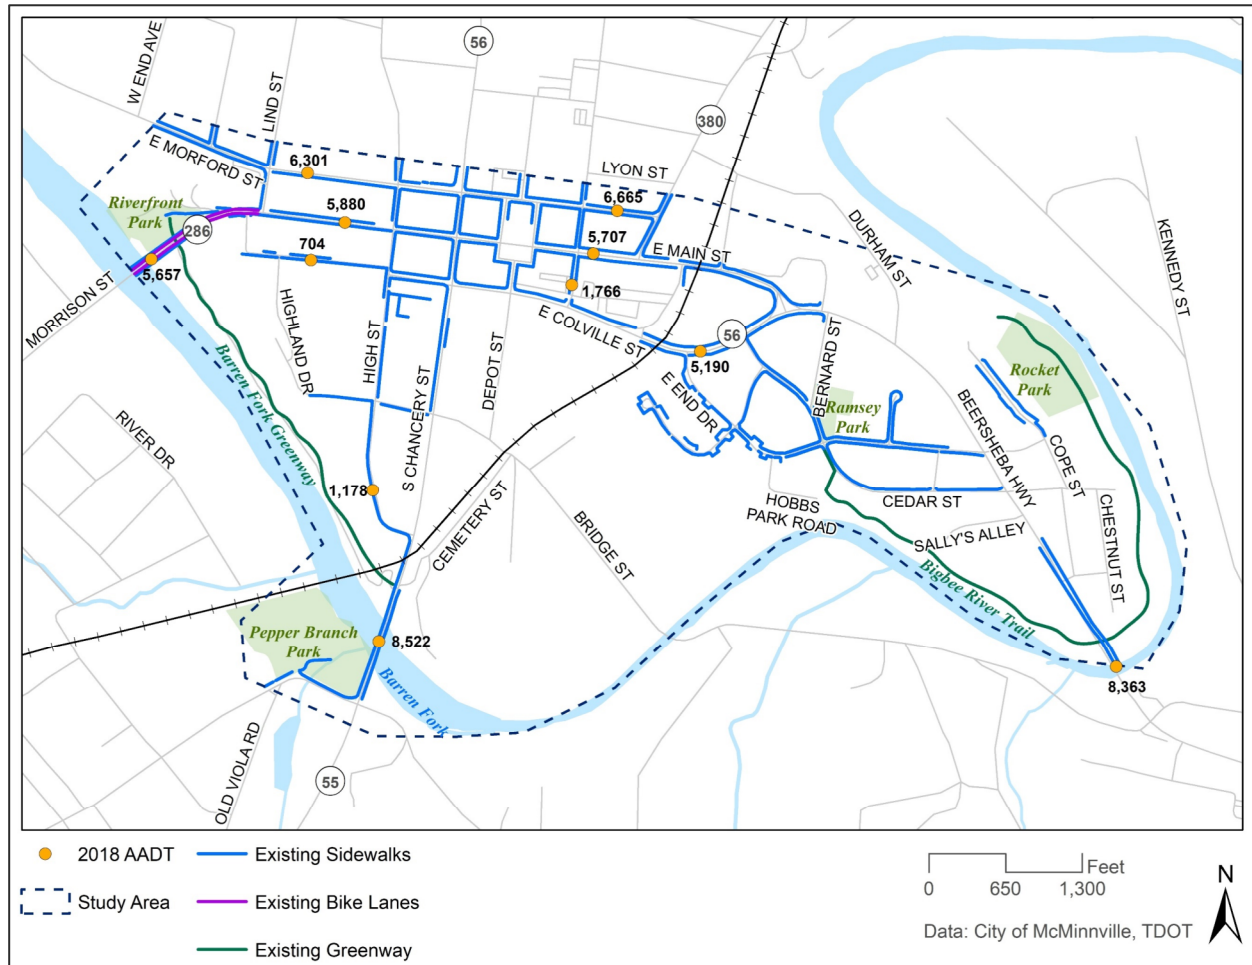 56
W END AVE
LIND ST
380
E MORFORD ST
6,301
LYON ST
6,665
Riverfront
Park
5,880
286
704
5,707
E MAIN ST
DURHAM ST
KENNEDY ST
5,657
MORRISON ST
1,766
HIGHLAND DR
HIGH ST
E COLVILLE ST
56
5,190
BERNARD ST
Rocket
Park
Barren Fork Greenway
S CHANCERY ST
DEPOT ST
E END DR
Ramsey
Park
BEERSHEBA HWY
COPE ST
RIVER DR
1,178
CEMETERY ST
HOBBS
PARK ROAD
CEDAR ST
CHESTNUT ST
BRIDGE ST
SALLY'S ALLEY
Bigbee River Trail
Pepper Branch
Park
8,522
Barren Fork
8,363
OLD VIOLA RD
55
2018 AADT
Existing Sidewalks
Study Area
Existing Bike Lanes
Existing Greenway
Feet
0 650 1,300
N
Data: City of McMinnville, TDOT